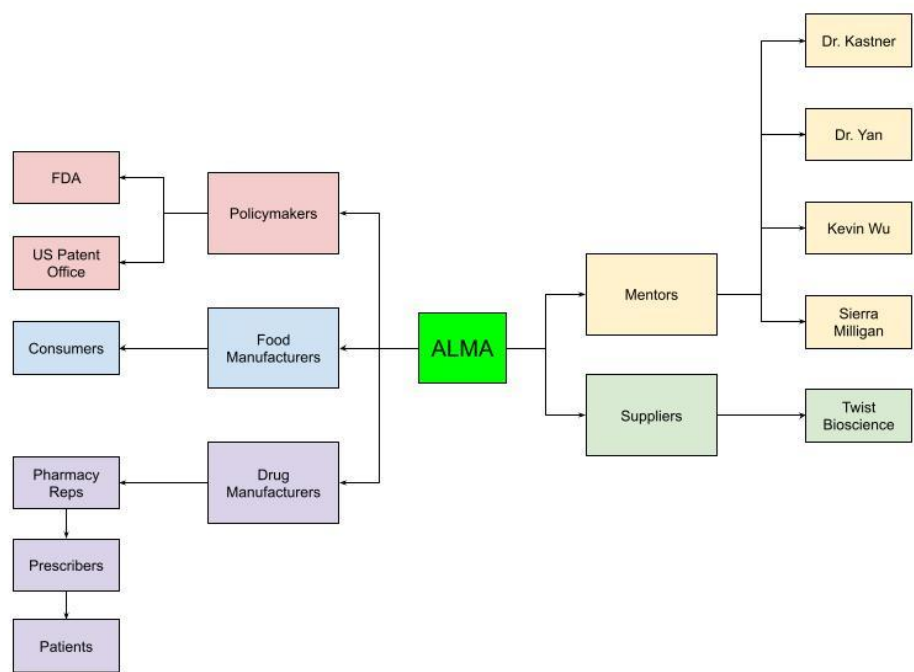 Dr. Kastner
Dr. Yan
FDA
Policymakers
Kevin Wu
US Patent
Office
Mentors
Sierra
Milligan
Consumers
Food
Manufacturers
ALMA
Suppliers
Twist
Bioscience
Pharmacy
Reps
Drug
Manufacturers
Prescribers
Patients